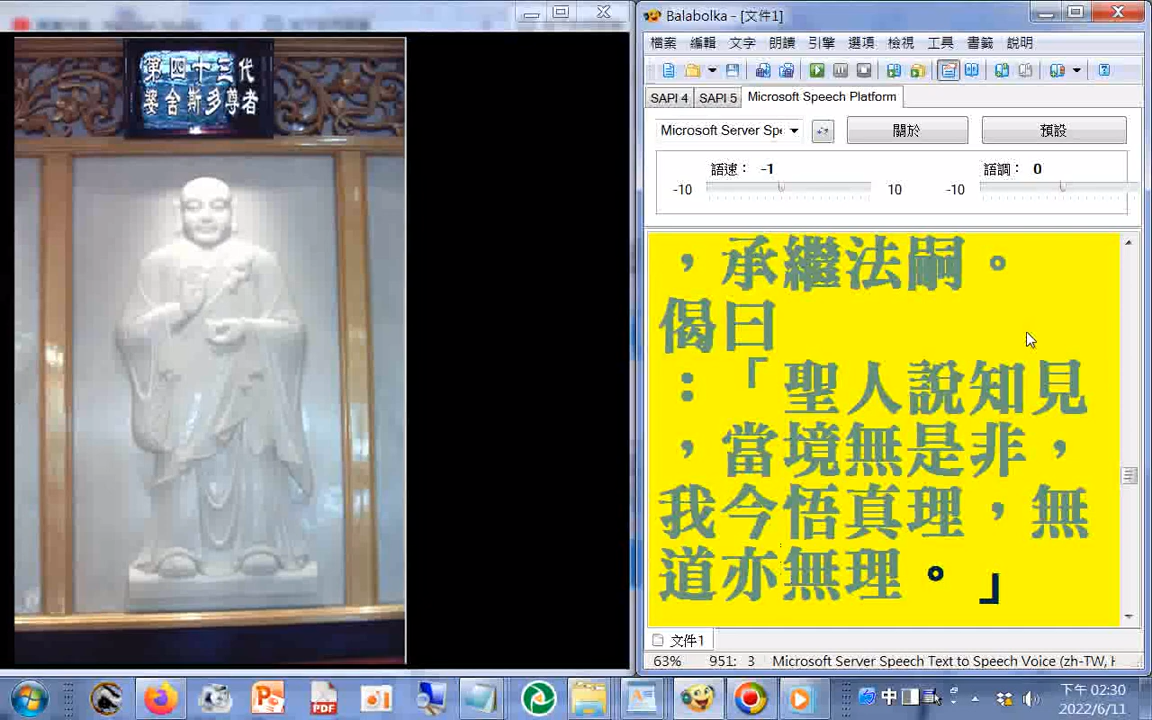 第四十三代
婆舍斯多尊者
Balabolka - [文件1]
檔案 編輯 文字 朗讀 引擎 選項 檢視 工具 書籤 說明
SAPI 4 SAPI 5 Microsoft Speech Platform
Microsoft Server Spe 關於 預設
語速： -1 語調： 0
-10 10 -10
，承繼法嗣。
偈曰
：「聖人說知見
，當境無是非，
我今悟真理，無
道亦無理。」
文件1
63% 951: 3 Microsoft Server Speech Text to Speech Voice (zh-TW, H
中
下午 02:30
2022/6/11